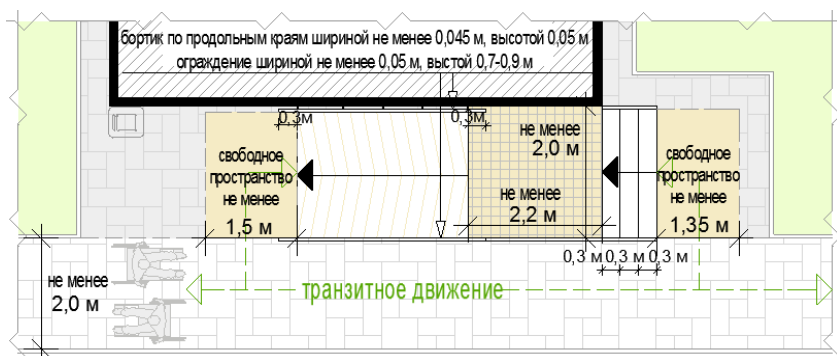 бортик по продольным краям шириной не менее 0,045 м, высотой 0,05 м
ограждение шириной не менее 0,05 м, выстой 0,7-0,9 м
0,3м
0,3м
не менее
2,0 м
свободное
пространство
не менее
1,5 м
не менее
2,2 м
свободное
пространство
не менее
1,35 м
0,3 м 0,3 м 0,3 м
не менее
2,0 м
транзитное движение